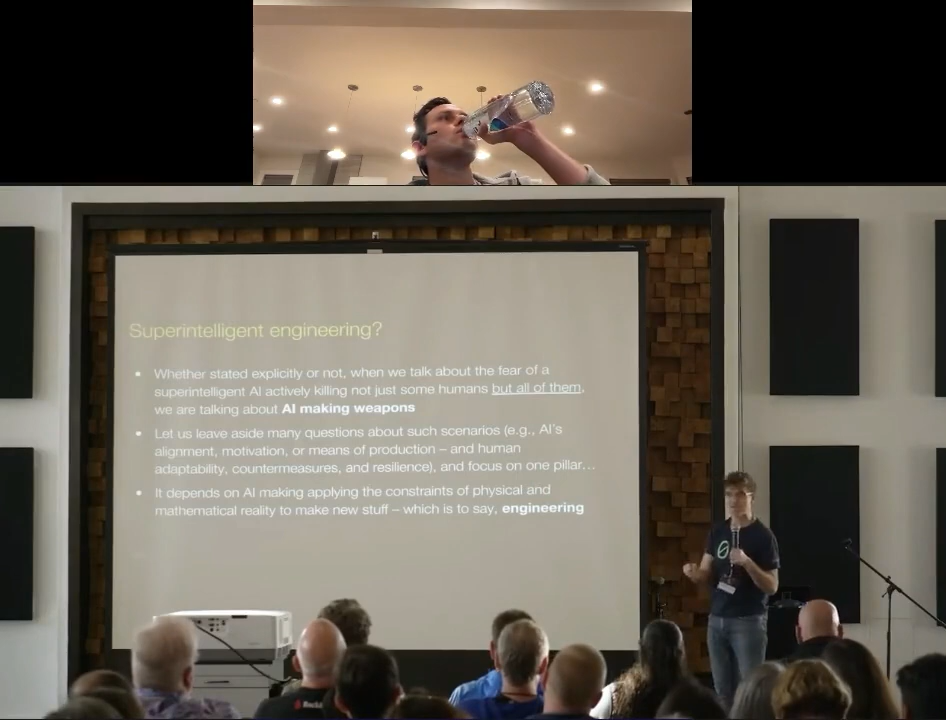 Superintelligent engineering?
• Whether stated explicitly or not, when we talk about the fear of a
superintelligent AI actively killing not just some humans but all of them,
we are talking about AI making weapons
• Let us leave aside many questions about such scenarios (e.g., AI's
alignment, motivation, or means of production – and human
adaptability, countermeasures, and resilience), and focus on one pillar…
• It depends on AI making applying the constraints of physical and
mathematical reality to make new stuff – which is to say, engineering